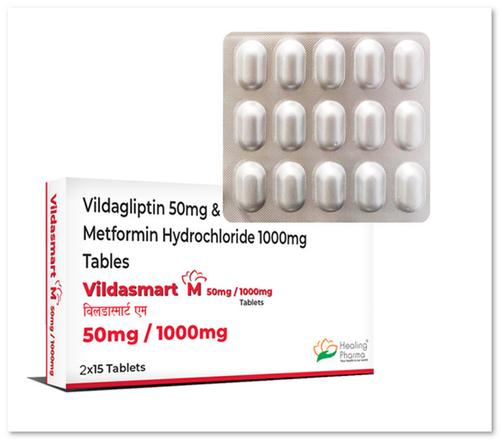 Vildagliptin 50mg &
Metformin Hydrochloride 1000mg
Tables
Vildasmart M 50mg / 1000mg
Tablets
विलडास्मार्ट एम
50mg / 1000mg
2x15 Tablets
Healing
Pharma
Vildasmart M
50mg / 1000mg